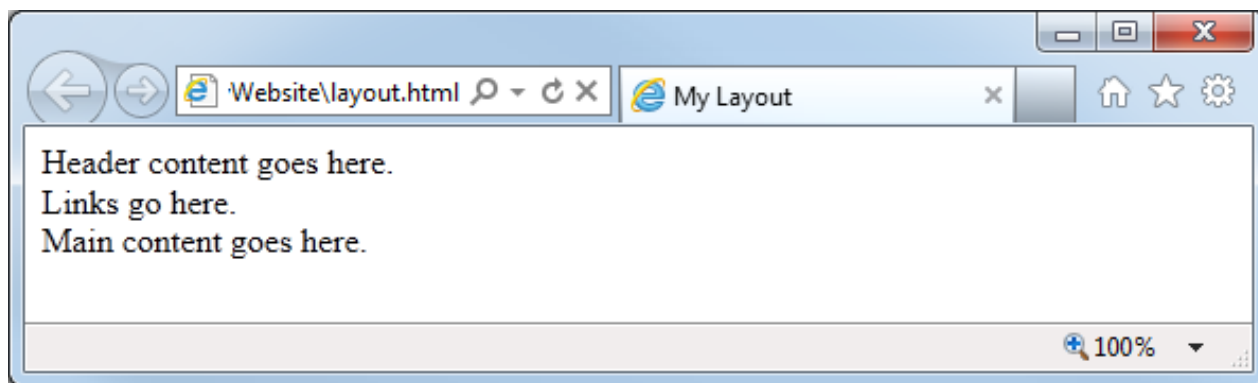 Website\layout.html
My Layout
Header content goes here.
Links go here.
Main content goes here.
100%